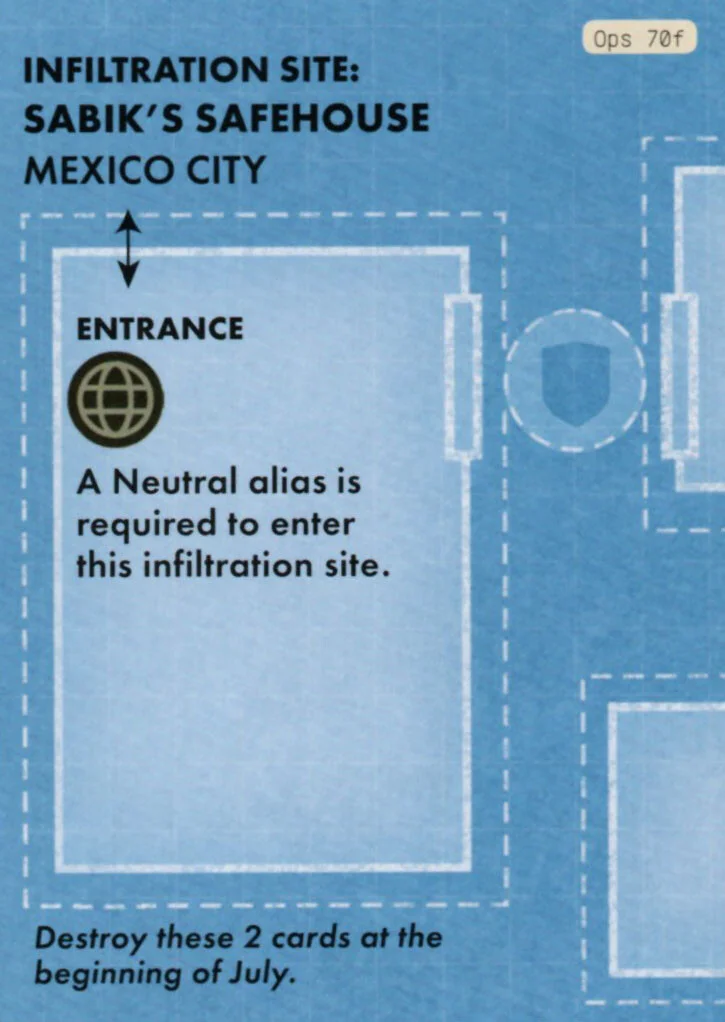 Ops 70f
INFILTRATION SITE:
SABIK'S SAFEHOUSE
MEXICO CITY
ENTRANCE
A Neutral alias is
required to enter
this infiltration site.
Destroy these 2 cards at the
beginning of July.